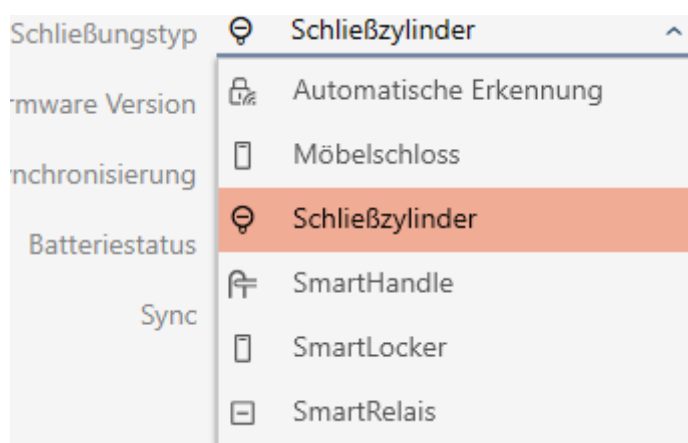 Schließungstyp Schließzylinder
Automatische Erkennung
rmware Version
Möbelschloss
nchronisierung
Schließzylinder
Batteriestatus
SmartHandle
Sync
SmartLocker
SmartRelais